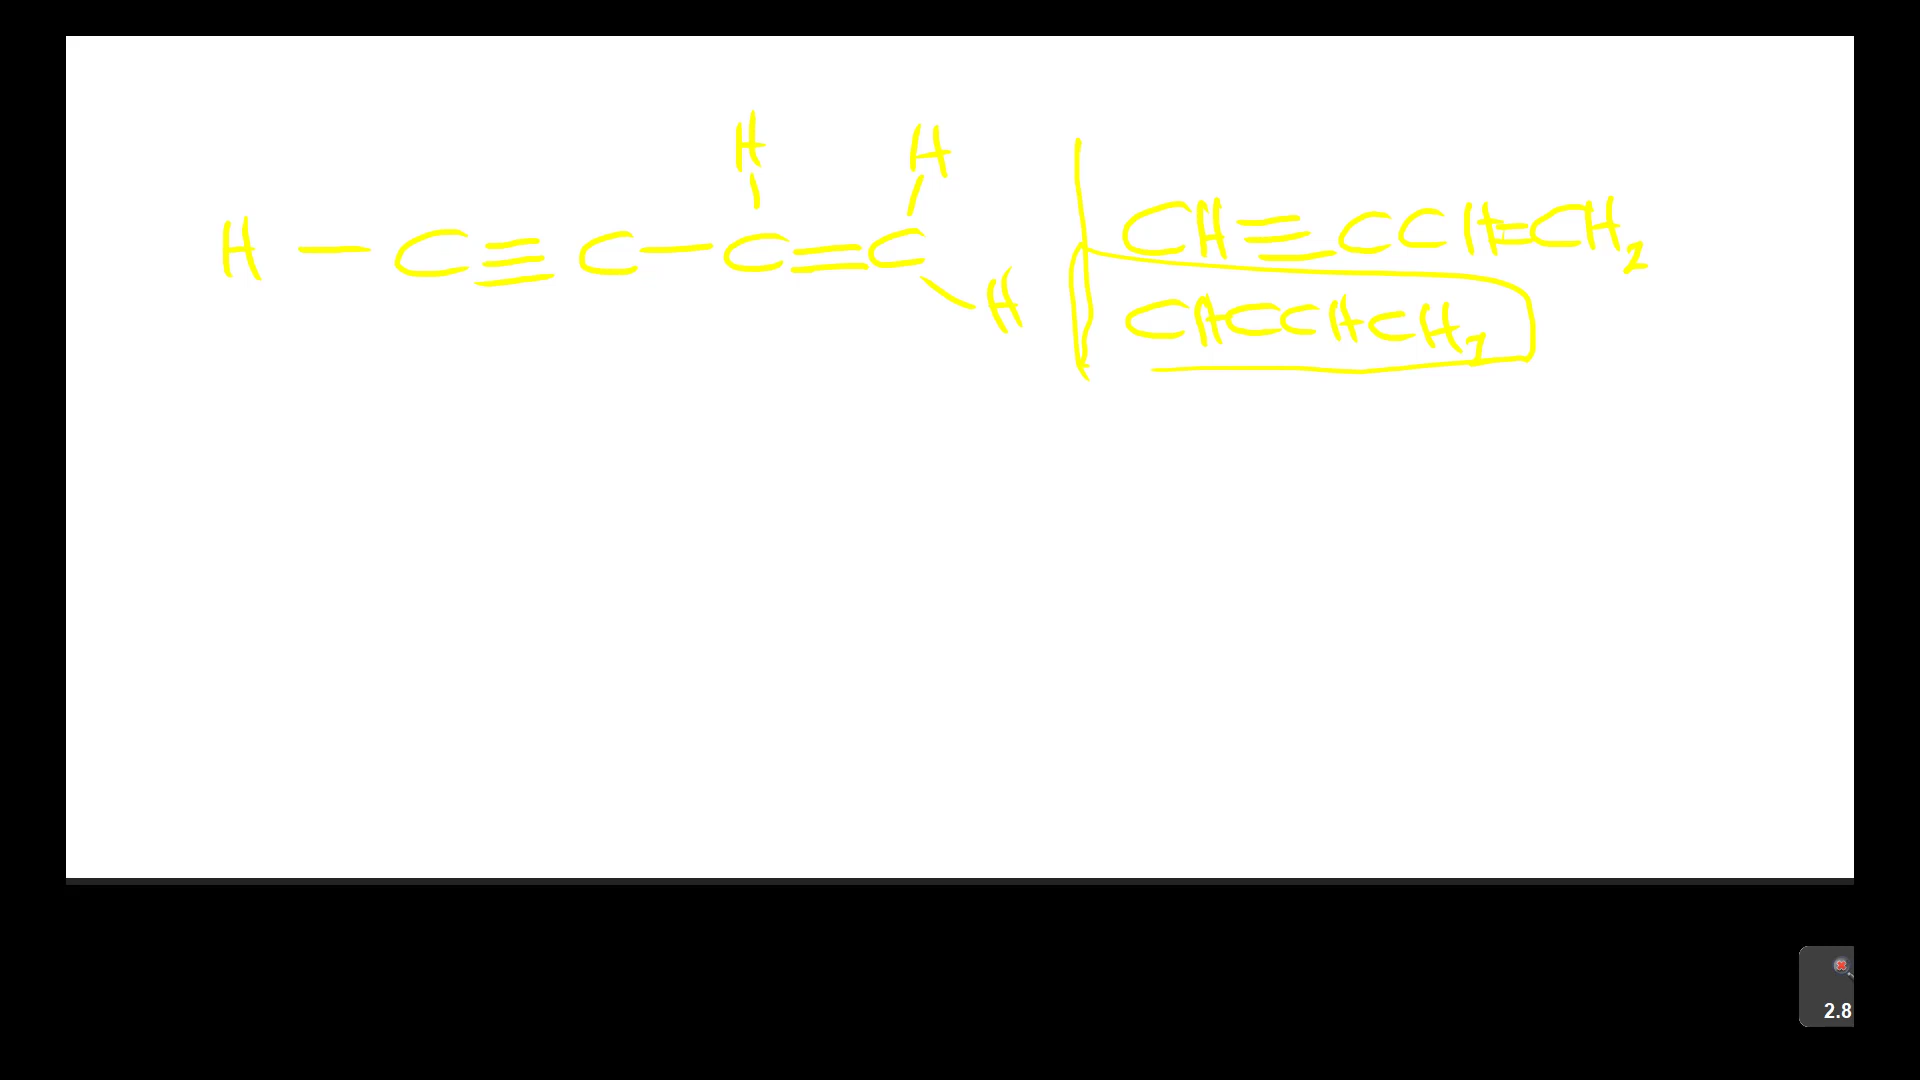 H H
H — C ≡ C — C = C
H
CH ≡ CCH = CH₂
CHCCHCH₂
2.8